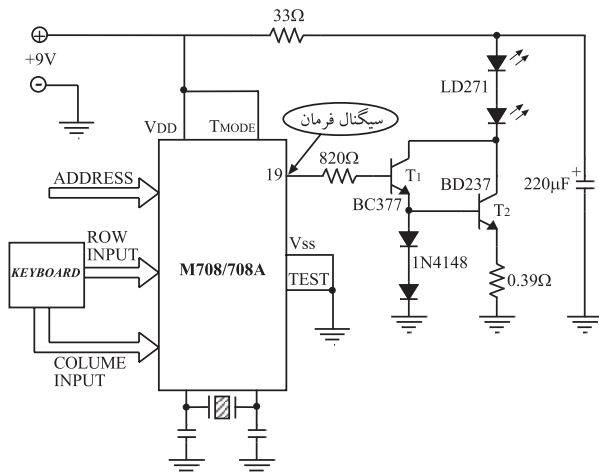 33Ω
+9V
LD271
سیگنال فرمان
VDD
TMODE
19
820Ω
T1
BC377
BD237
T2
220µF
+
ADDRESS
ROW
INPUT
KEYBOARD
M708/708A
VSS
TEST
1N4148
0.39Ω
COLUME
INPUT